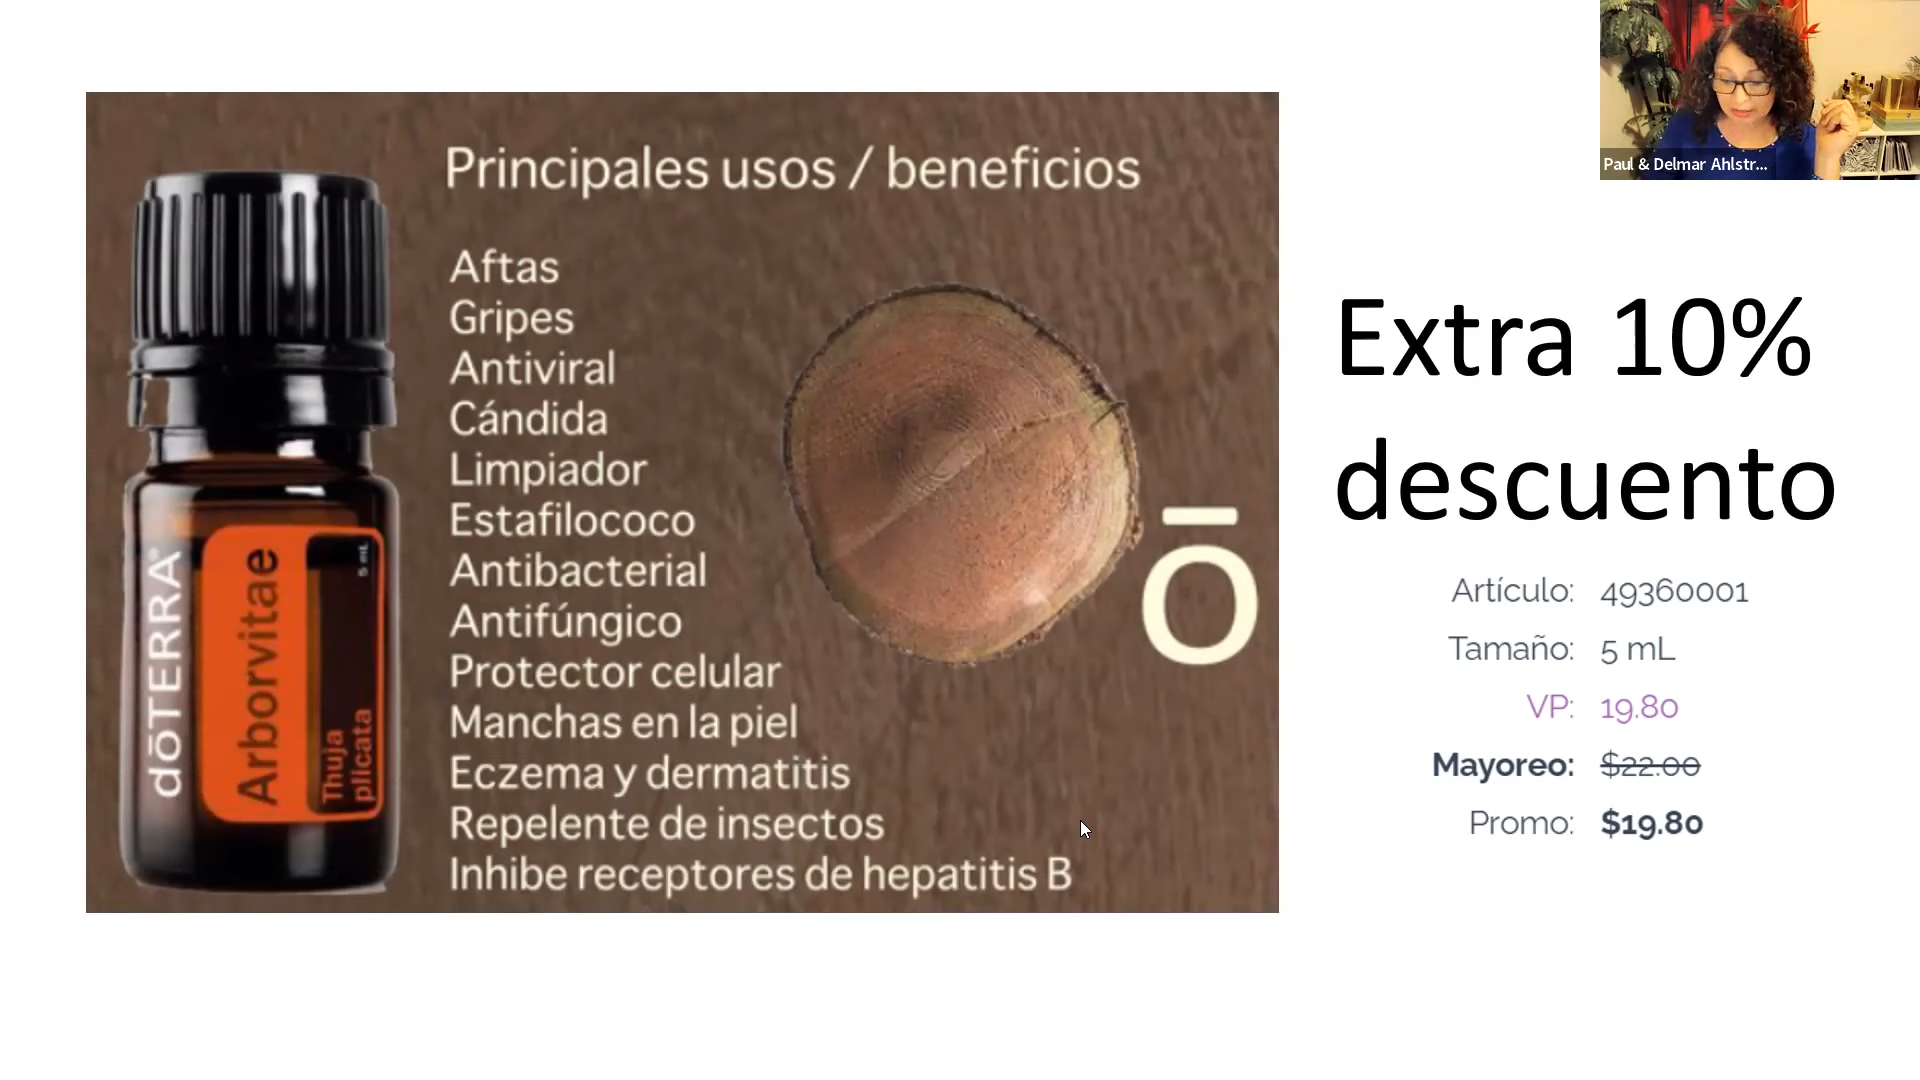 Paul & Delmar Ahlstr...
Principales usos / beneficios
Aftas
Gripes
Antiviral
Cándida
Limpiador
Estafilococo
Antibacterial
Antifúngico
Protector celular
Manchas en la piel
Eczema y dermatitis
Repelente de insectos
Inhibe receptores de hepatitis B
dōTERRA®
Arborvitae
Thuja
plicata
5 mL
Ō
Extra 10%
descuento
Artículo: 49360001
Tamaño: 5 mL
VP: 19.80
Mayoreo: $22.00
Promo: $19.80